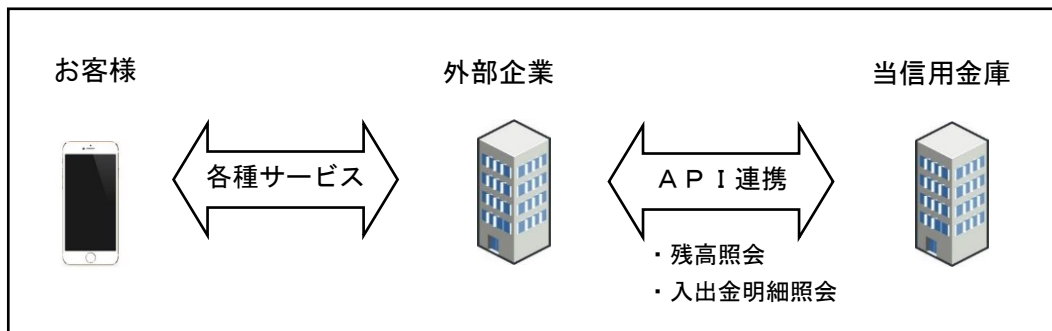 お客様
外部企業
当信用金庫
各種サービス
API連携
・残高照会
・入出金明細照会